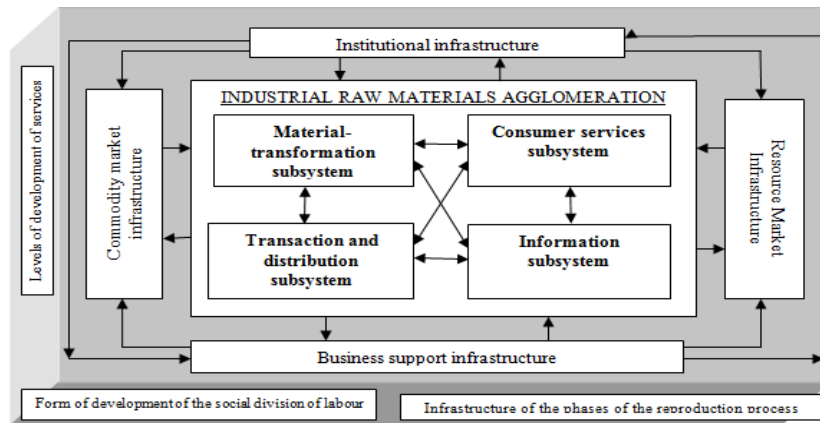 Institutional infrastructure
Levels of development of services
Commodity market
infrastructure
INDUSTRIAL RAW MATERIALS AGGLOMERATION
Material-
transformation
subsystem
Consumer services
subsystem
Transaction and
distribution
subsystem
Information
subsystem
Resource Market
Infrastructure
Business support infrastructure
Form of development of the social division of labour
Infrastructure of the phases of the reproduction process